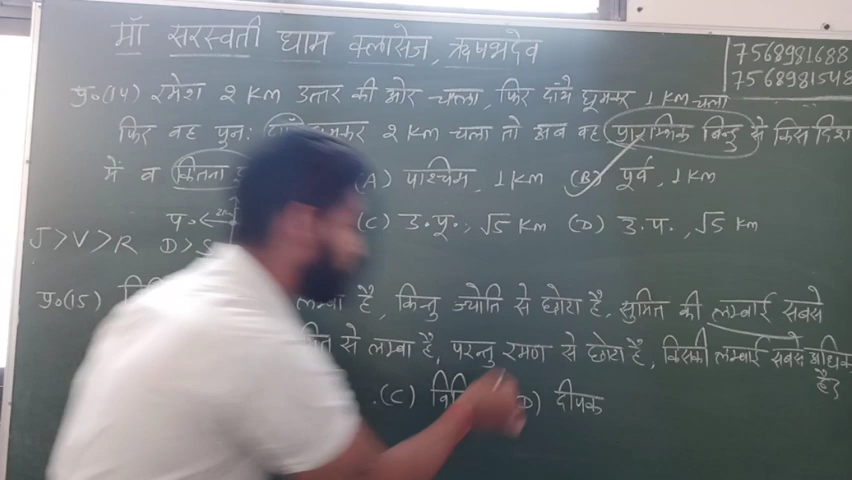 माँ सरस्वती धाम क्लासेज, ऋषभदेव
7568981688
7568981548
प्र०(14) रमेश 2 KM उत्तर की ओर चला, फिर दाँये घूमकर 1 KM चला
फिर वह पुन: दाँये घूमकर 2 KM चला तो अब वह प्रारम्भिक बिन्दु से किस दिशा
में व कितना
(A) पश्चिम, 1 KM (B) पूर्व, 1 KM
(C) उ.पू., √5 KM (D) उ.प., √5 KM
J > V > R D > S
प्र०(15) लम्बा है, किन्तु ज्योति से छोटा है, सुमित की लम्बाई सबसे
से लम्बा है, परन्तु रमण से छोटा है, किसकी लम्बाई सबसे अधिक
है?
(C) (D) दीपक